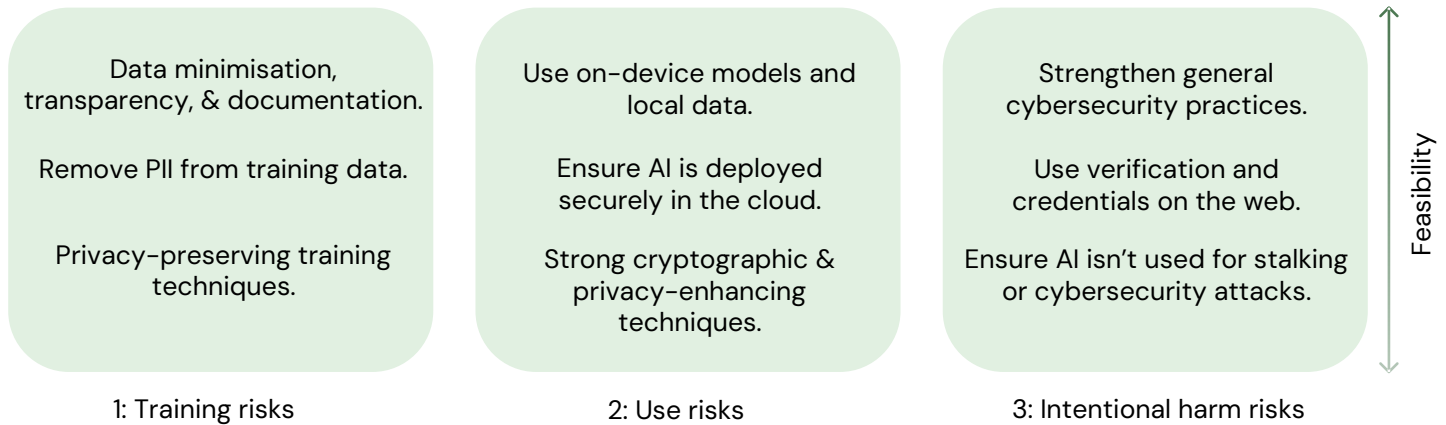 Data minimisation,
transparency, & documentation.
Remove PII from training data.
Privacy-preserving training
techniques.
1: Training risks
Use on-device models and
local data.
Ensure AI is deployed
securely in the cloud.
Strong cryptographic &
privacy-enhancing
techniques.
2: Use risks
Strengthen general
cybersecurity practices.
Use verification and
credentials on the web.
Ensure AI isn’t used for stalking
or cybersecurity attacks.
3: Intentional harm risks
Feasibility